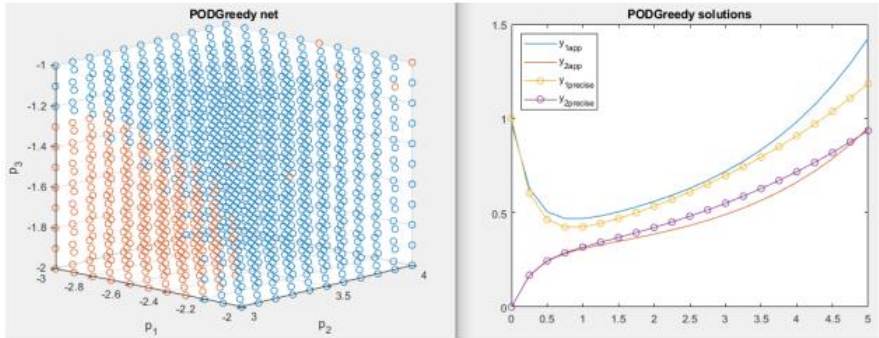 PODGreedy net
-1
-1.2
-1.4
-1.6
-1.8
-2
p3
-3
-2.8
-2.6
-2.4
-2.2
-2
p1
3
3.5
4
p2
PODGreedy solutions
1.5
1
0.5
0
y1app
y2app
y1precise
y2precise
0 0.5 1 1.5 2 2.5 3 3.5 4 4.5 5